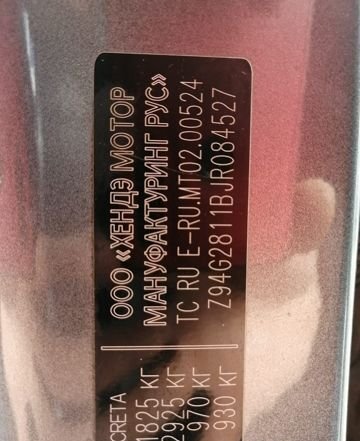 ООО «ХЕНДЭ МОТОР
МАНУФАКТУРИНГ РУС»
TC RU E-RU.MT02.00524
Z94G2811BJR084527
CRETA
1825 КГ
2925 КГ
970 КГ
930 КГ